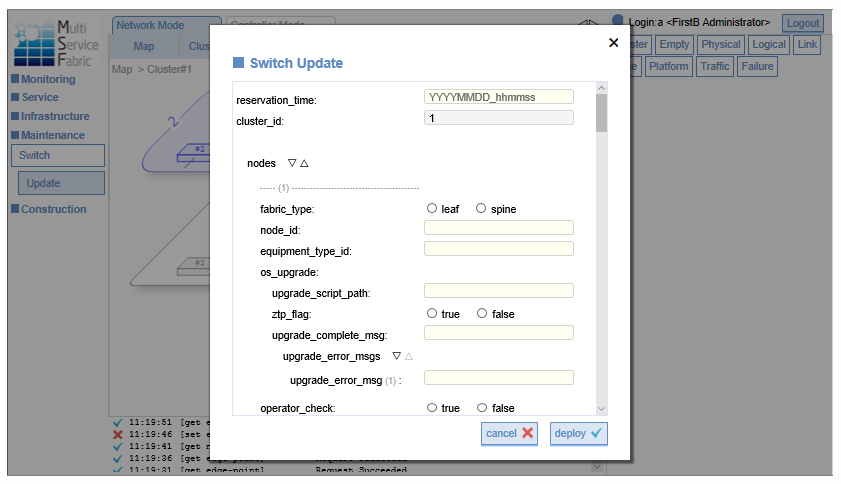 Multi
Service
Fabric
Network Mode
Controller Mode
Login:a <FirstB Administrator>
Logout
Map
Empty
Physical
Logical
Link
Platform
Traffic
Failure
Map > Cluster#1
Monitoring
Service
Infrastructure
Maintenance
Switch
Update
Construction
2
#2
#2
Switch Update
reservation_time:
YYYYMMDD_hhmmss
cluster_id:
1
nodes ▽ △
----- (1) -----------------------------------
fabric_type:
leaf
spine
node_id:
equipment_type_id:
os_upgrade:
upgrade_script_path:
ztp_flag:
true
false
upgrade_complete_msg:
upgrade_error_msgs ▽ △
upgrade_error_msg (1) :
operator_check:
true
false
cancel
deploy
11:19:51 [get e
11:19:46 [set e
11:19:41 [get
11:19:36 [get edge-point] Request Succeeded
11:19:31 [get edge-point] Request Succeeded